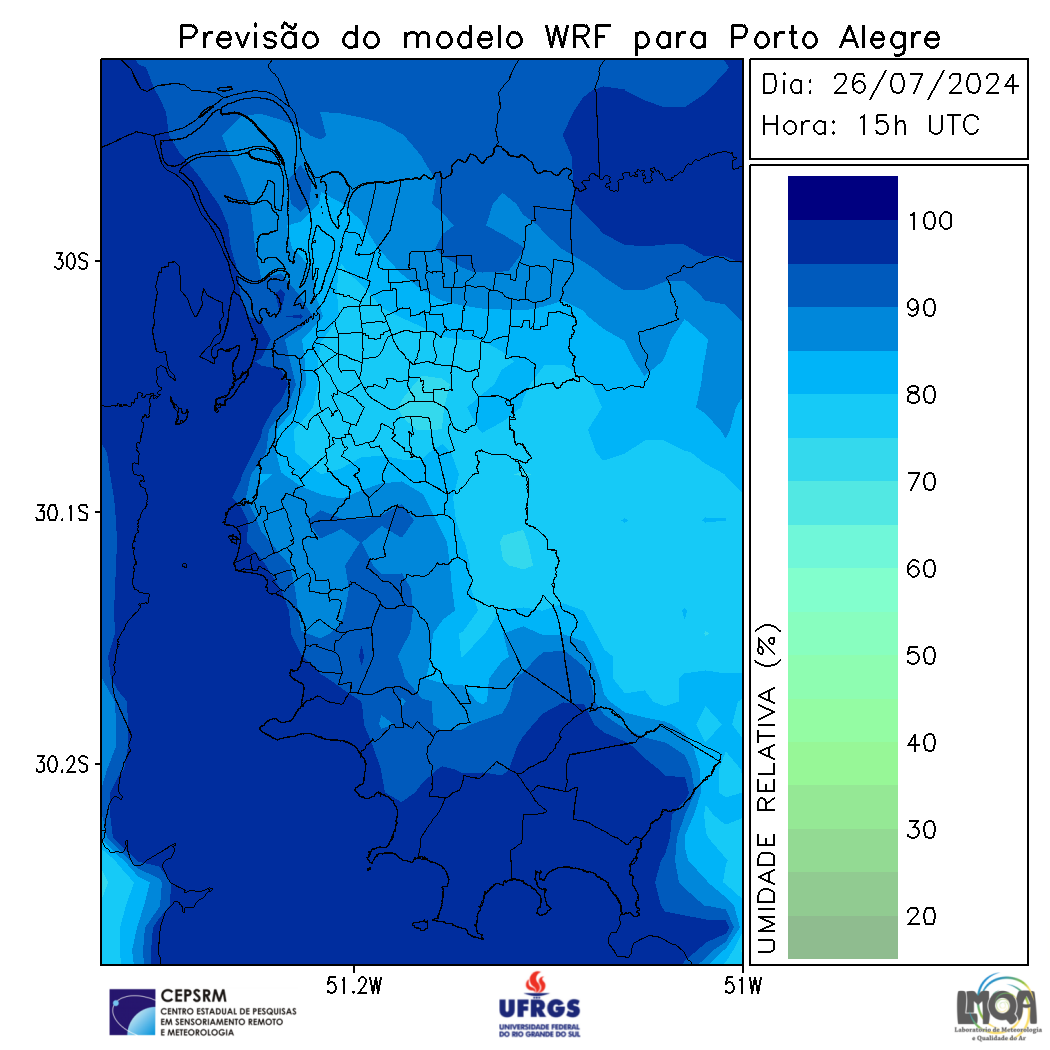 Previsão do modelo WRF para Porto Alegre
Dia: 26/07/2024
Hora: 15h UTC
100
90
80
70
60
50
40
30
20
UMIDADE RELATIVA (%)
30S
30.1S
30.2S
51.2W
51W
CEPSRM
CENTRO ESTADUAL DE PESQUISAS
EM SENSORIAMENTO REMOTO
E METEOROLOGIA
UFRGS
UNIVERSIDADE FEDERAL
DO RIO GRANDE DO SUL
LMQA
Laboratório de Meteorologia
e Qualidade do Ar